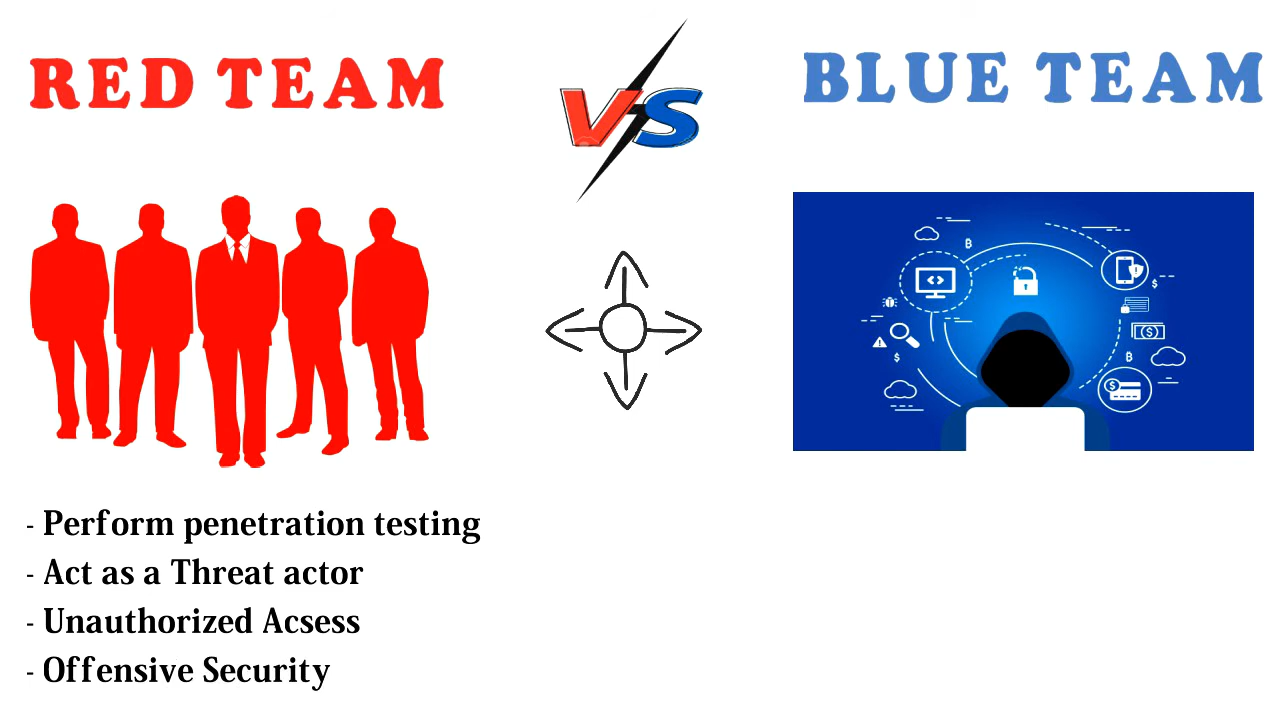 RED TEAM
VS
BLUE TEAM
- Perform penetration testing
- Act as a Threat actor
- Unauthorized Acsess
- Offensive Security